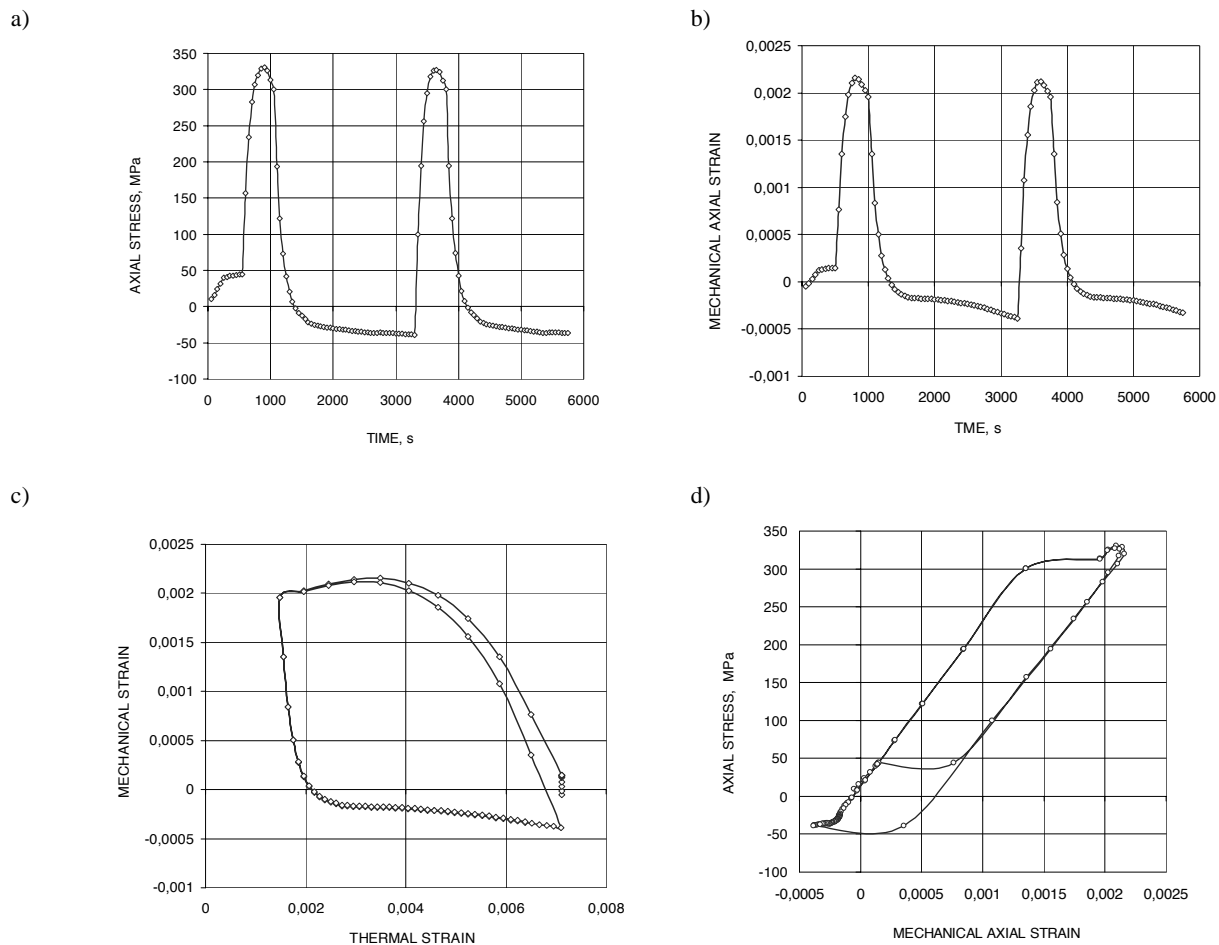 a)
350
300
250
200
150
100
50
0
-50
-100
AXIAL STRESS, MPa
0 1000 2000 3000 4000 5000 6000
TIME, s
b)
0,0025
0,002
0,0015
0,001
0,0005
0
-0,0005
-0,001
MECHANICAL AXIAL STRAIN
0 1000 2000 3000 4000 5000 6000
TME, s
c)
0,0025
0,002
0,0015
0,001
0,0005
0
-0,0005
-0,001
MECHANICAL STRAIN
0 0,002 0,004 0,006 0,008
THERMAL STRAIN
d)
350
300
250
200
150
100
50
0
-50
-100
AXIAL STRESS, MPa
-0,0005 0 0,0005 0,001 0,0015 0,002 0,0025
MECHANICAL AXIAL STRAIN